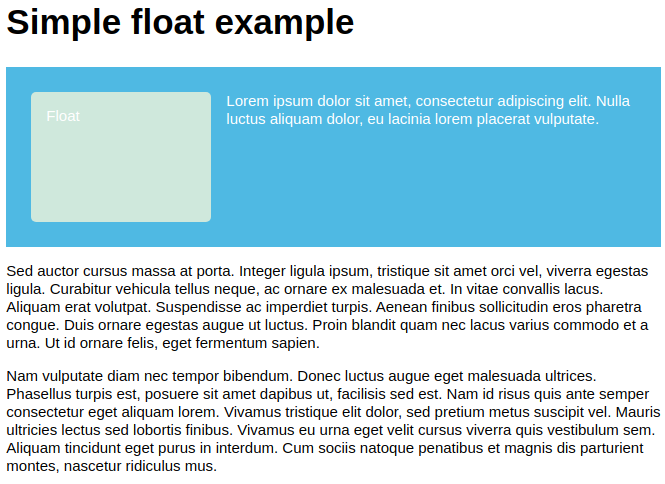 Simple float example
Float
Lorem ipsum dolor sit amet, consectetur adipiscing elit. Nulla
luctus aliquam dolor, eu lacinia lorem placerat vulputate.
Sed auctor cursus massa at porta. Integer ligula ipsum, tristique sit amet orci vel, viverra egestas
ligula. Curabitur vehicula tellus neque, ac ornare ex malesuada et. In vitae convallis lacus.
Aliquam erat volutpat. Suspendisse ac imperdiet turpis. Aenean finibus sollicitudin eros pharetra
congue. Duis ornare egestas augue ut luctus. Proin blandit quam nec lacus varius commodo et a
urna. Ut id ornare felis, eget fermentum sapien.
Nam vulputate diam nec tempor bibendum. Donec luctus augue eget malesuada ultrices.
Phasellus turpis est, posuere sit amet dapibus ut, facilisis sed est. Nam id risus quis ante semper
consectetur eget aliquam lorem. Vivamus tristique elit dolor, sed pretium metus suscipit vel. Mauris
ultricies lectus sed lobortis finibus. Vivamus eu urna eget velit cursus viverra quis vestibulum sem.
Aliquam tincidunt eget purus in interdum. Cum sociis natoque penatibus et magnis dis parturient
montes, nascetur ridiculus mus.